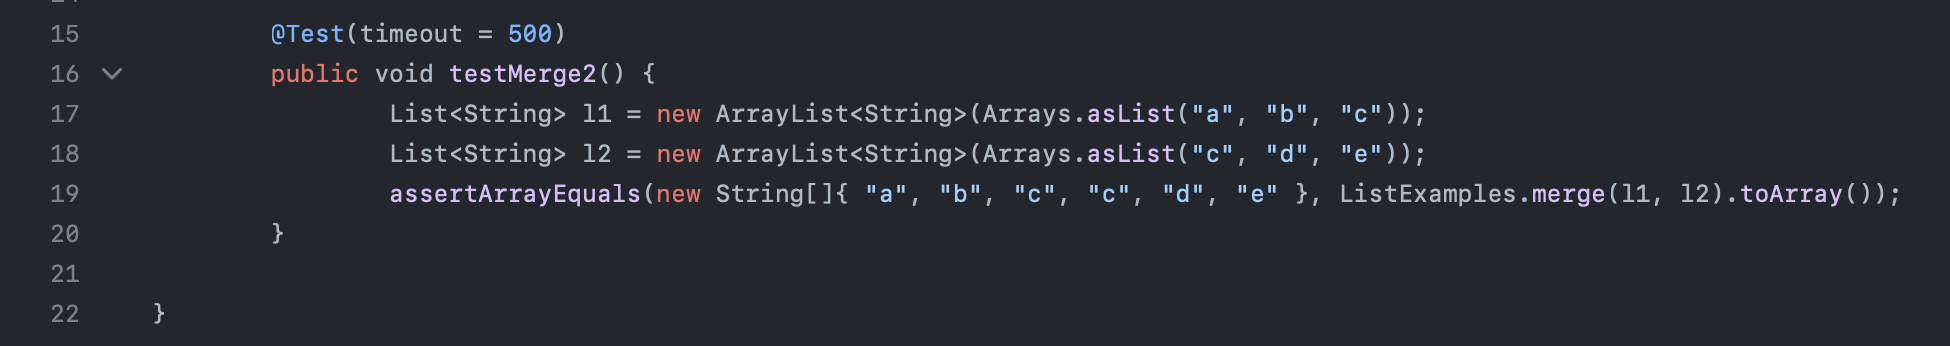 15 @Test(timeout = 500)
16 public void testMerge2() {
17 List<String> l1 = new ArrayList<String>(Arrays.asList("a", "b", "c"));
18 List<String> l2 = new ArrayList<String>(Arrays.asList("c", "d", "e"));
19 assertArrayEquals(new String[]{ "a", "b", "c", "c", "d", "e" }, ListExamples.merge(l1, l2).toArray());
20 }
21
22 }